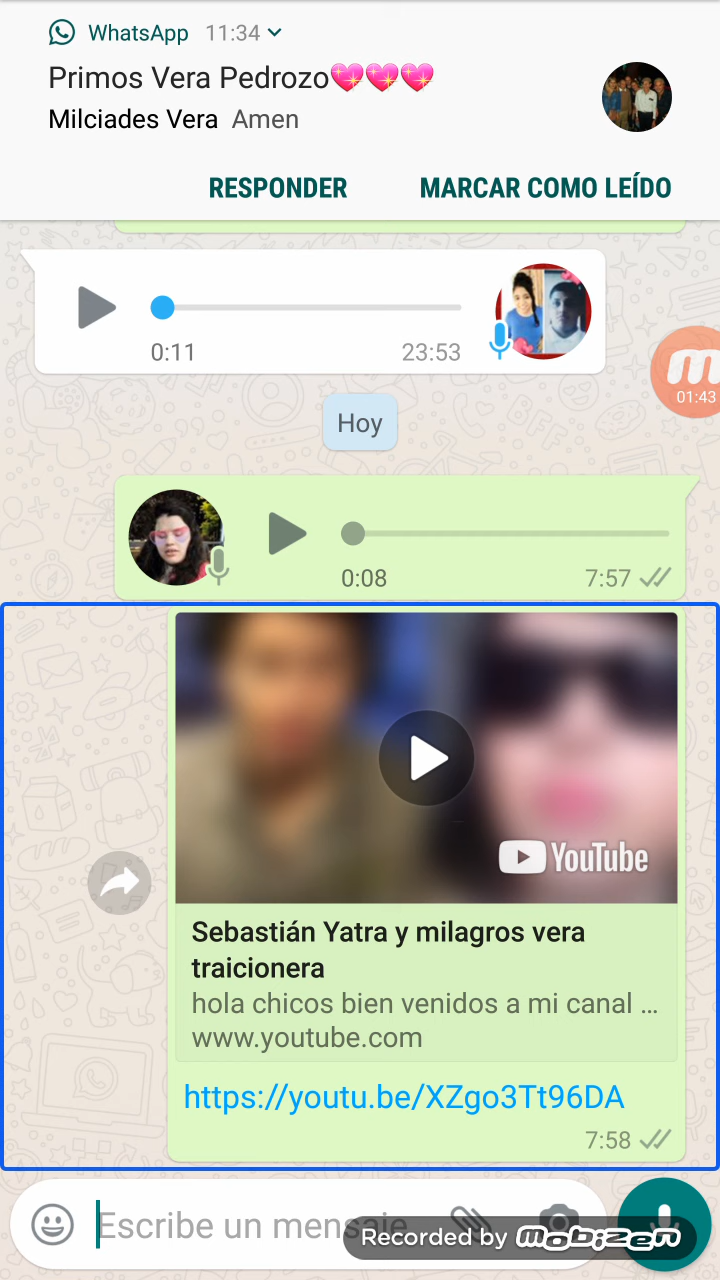 WhatsApp 11:34
Primos Vera Pedrozo💖💖💖
Milciades Vera Amen
RESPONDER MARCAR COMO LEÍDO
0:11 23:53
01:43
Hoy
0:08 7:57
YouTube
Sebastián Yatra y milagros vera
traicionera
hola chicos bien venidos a mi canal ...
www.youtube.com
https://youtu.be/XZgo3Tt96DA
7:58
Escribe un mensaje
Recorded by mobizen